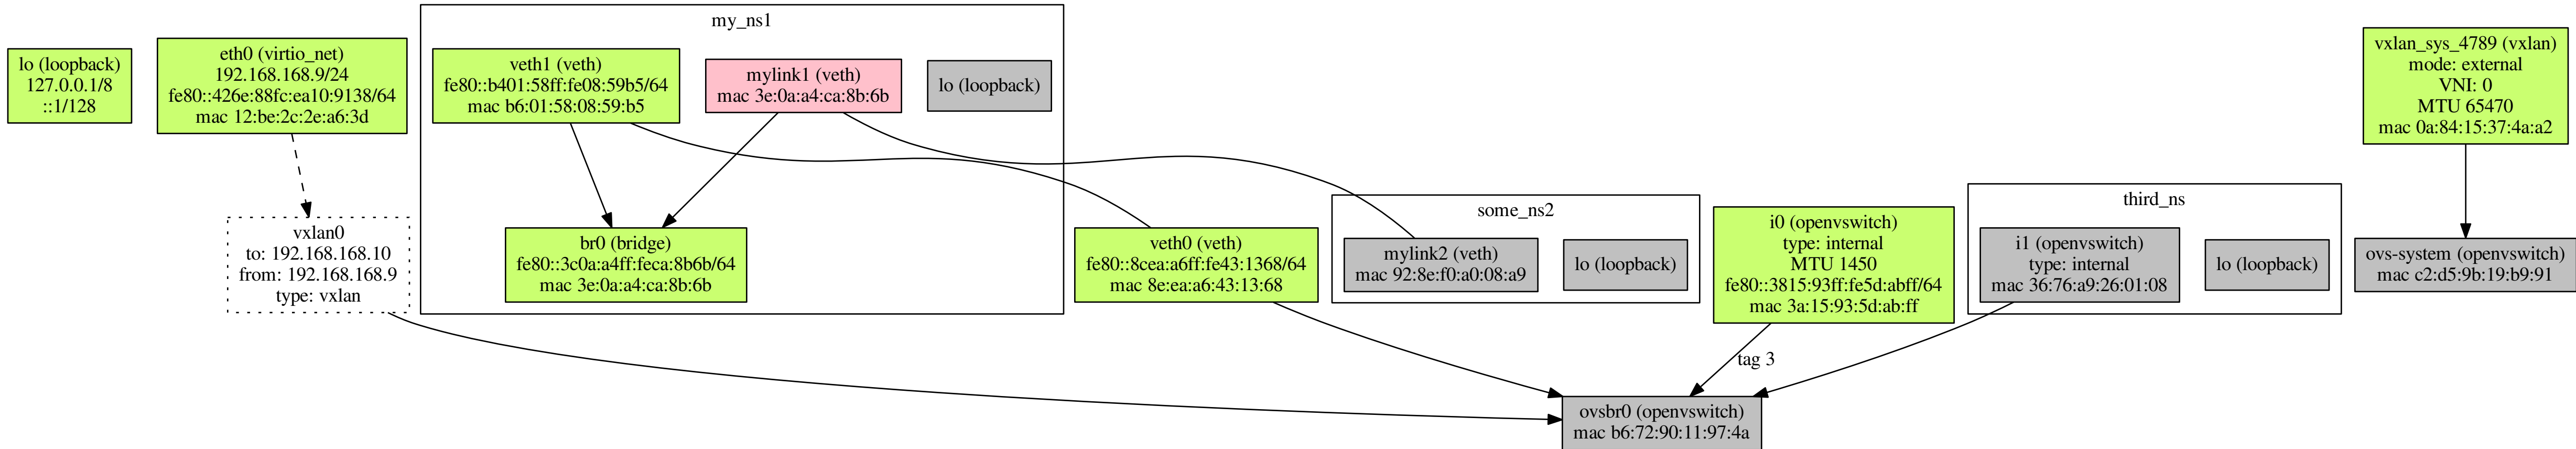 lo (loopback)
127.0.0.1/8
::1/128
eth0 (virtio_net)
192.168.168.9/24
fe80::426e:88fc:ea10:9138/64
mac 12:be:2c:2e:a6:3d
my_ns1
veth1 (veth)
fe80::b401:58ff:fe08:59b5/64
mac b6:01:58:08:59:b5
mylink1 (veth)
mac 3e:0a:a4:ca:8b:6b
lo (loopback)
vxlan_sys_4789 (vxlan)
mode: external
VNI: 0
MTU 65470
mac 0a:84:15:37:4a:a2
vxlan0
to: 192.168.168.10
from: 192.168.168.9
type: vxlan
br0 (bridge)
fe80::3c0a:a4ff:feca:8b6b/64
mac 3e:0a:a4:ca:8b:6b
veth0 (veth)
fe80::8cea:a6ff:fe43:1368/64
mac 8e:ea:a6:43:13:68
some_ns2
mylink2 (veth)
mac 92:8e:f0:a0:08:a9
lo (loopback)
i0 (openvswitch)
type: internal
MTU 1450
fe80::3815:93ff:fe5d:abff/64
mac 3a:15:93:5d:ab:ff
third_ns
i1 (openvswitch)
type: internal
mac 36:76:a9:26:01:08
lo (loopback)
ovs-system (openvswitch)
mac c2:d5:9b:19:b9:91
tag 3
ovsbr0 (openvswitch)
mac b6:72:90:11:97:4a